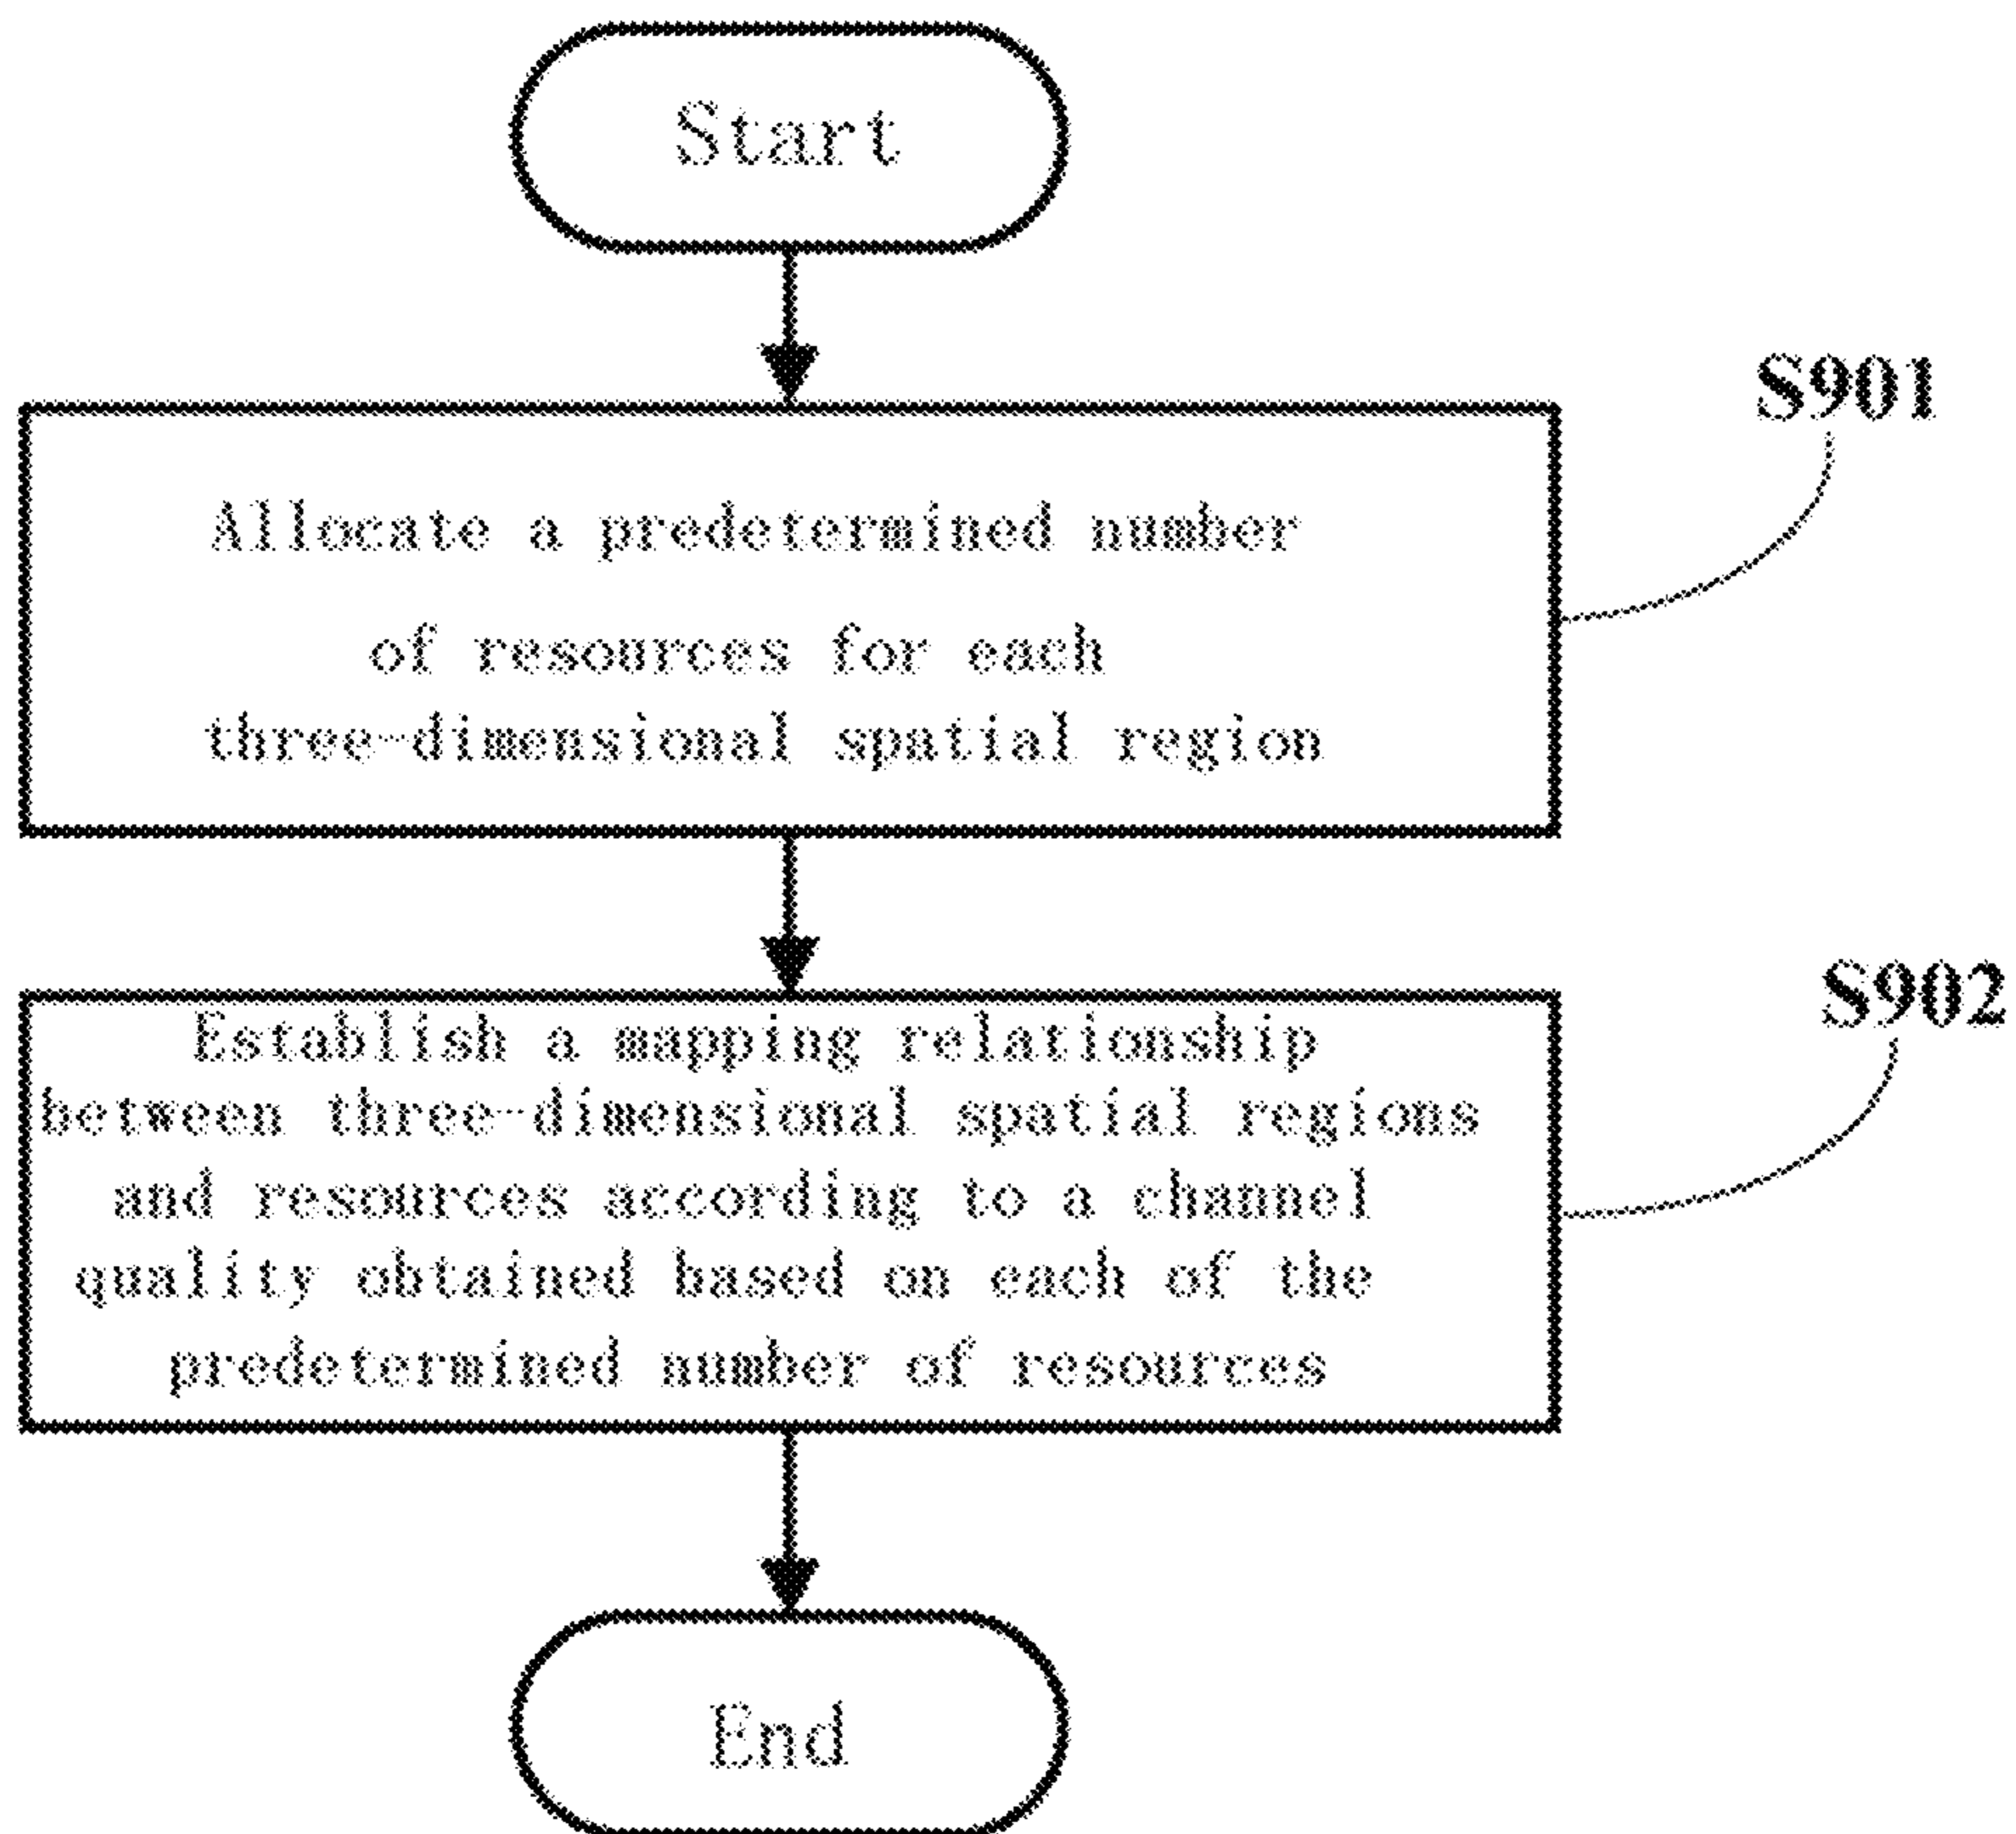 Start
S901
Allocate a predetermined number
of resources for each
three-dimensional spatial region
S902
Establish a mapping relationship
between three-dimensional spatial regions
and resources according to a channel
quality obtained based on each of the
predetermined number of resources
End